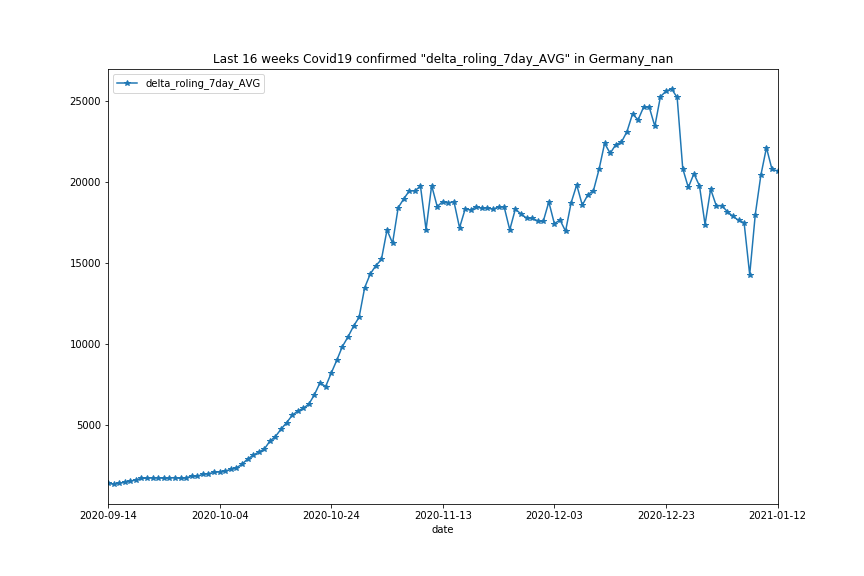 Last 16 weeks Covid19 confirmed "delta_roling_7day_AVG" in Germany_nan
delta_roling_7day_AVG
25000
20000
15000
10000
5000
2020-09-14 2020-10-04 2020-10-24 2020-11-13 2020-12-03 2020-12-23 2021-01-12
date